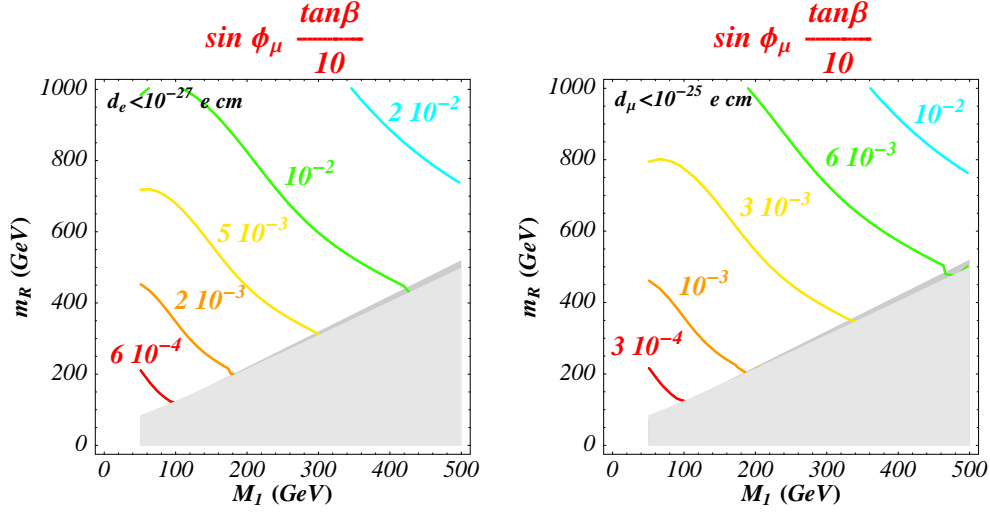 sin ϕμ tanβ/10
1000
800
600
400
200
0
m_R (GeV)
d_e<10^−27 e cm
2 10^−2
10^−2
5 10^−3
2 10^−3
6 10^−4
0 100 200 300 400 500
M_1 (GeV)
sin ϕμ tanβ/10
1000
800
600
400
200
0
m_R (GeV)
d_μ<10^−25 e cm
10^−2
6 10^−3
3 10^−3
10^−3
3 10^−4
0 100 200 300 400 500
M_1 (GeV)